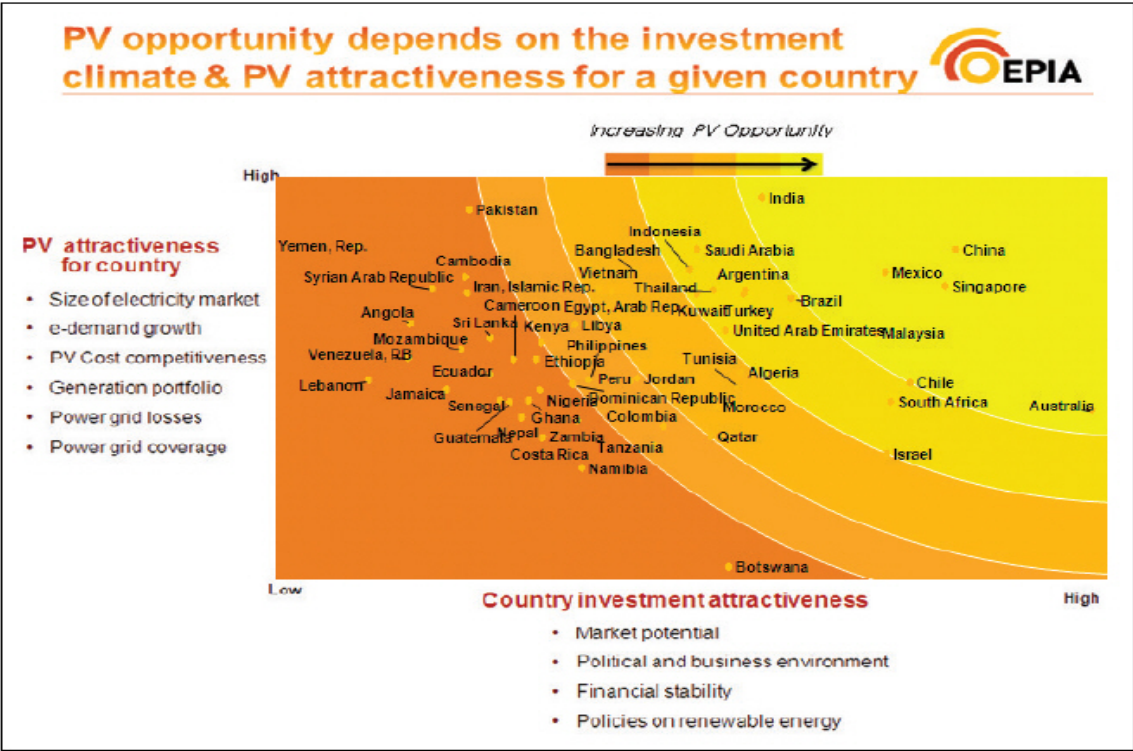 PV opportunity depends on the investment
climate & PV attractiveness for a given country
EPIA
Increasing PV Opportunity
High
PV attractiveness
for country
• Size of electricity market
• e-demand growth
• PV Cost competitiveness
• Generation portfolio
• Power grid losses
• Power grid coverage
India
Pakistan
Indonesia
Yemen, Rep.
Bangladesh
Saudi Arabia
China
Cambodia
Vietnam
Argentina
Mexico
Syrian Arab Republic
Iran, Islamic Rep.
Thailand
Singapore
Cameroon
Egypt, Arab Rep.
Kuwait
Turkey
Brazil
Angola
Sri Lanka
Kenya
Libya
United Arab Emirates
Malaysia
Mozambique
Philippines
Venezuela, RB
Ethiopia
Tunisia
Ecuador
Algeria
Lebanon
Peru
Jordan
Chile
Jamaica
Nigeria
Dominican Republic
South Africa
Senegal
Morocco
Australia
Ghana
Colombia
Guatemala
Nepal
Zambia
Qatar
Costa Rica
Tanzania
Israel
Namibia
Botswana
Low
High
Country investment attractiveness
• Market potential
• Political and business environment
• Financial stability
• Policies on renewable energy